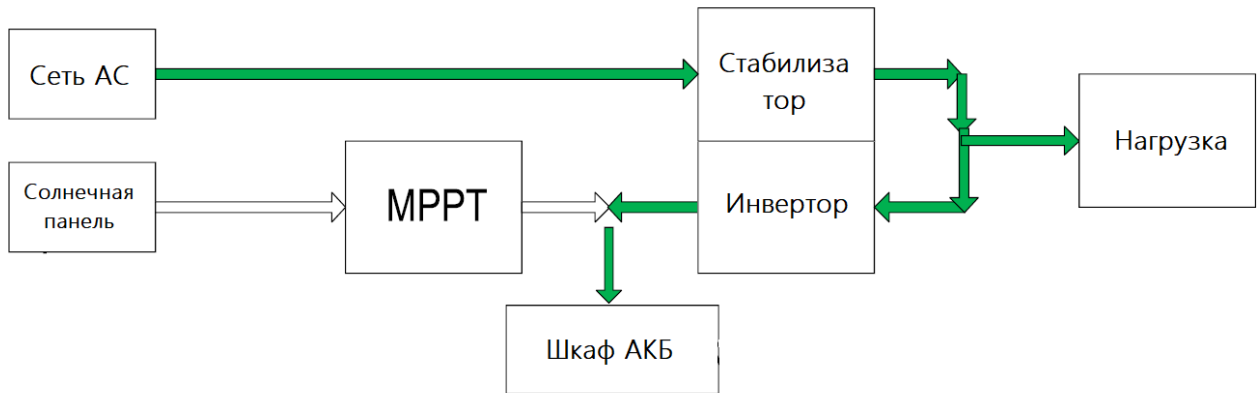 Сеть АС
Стабилиза
тор
Нагрузка
Солнечная
панель
MPPT
Инвертор
Шкаф АКБ